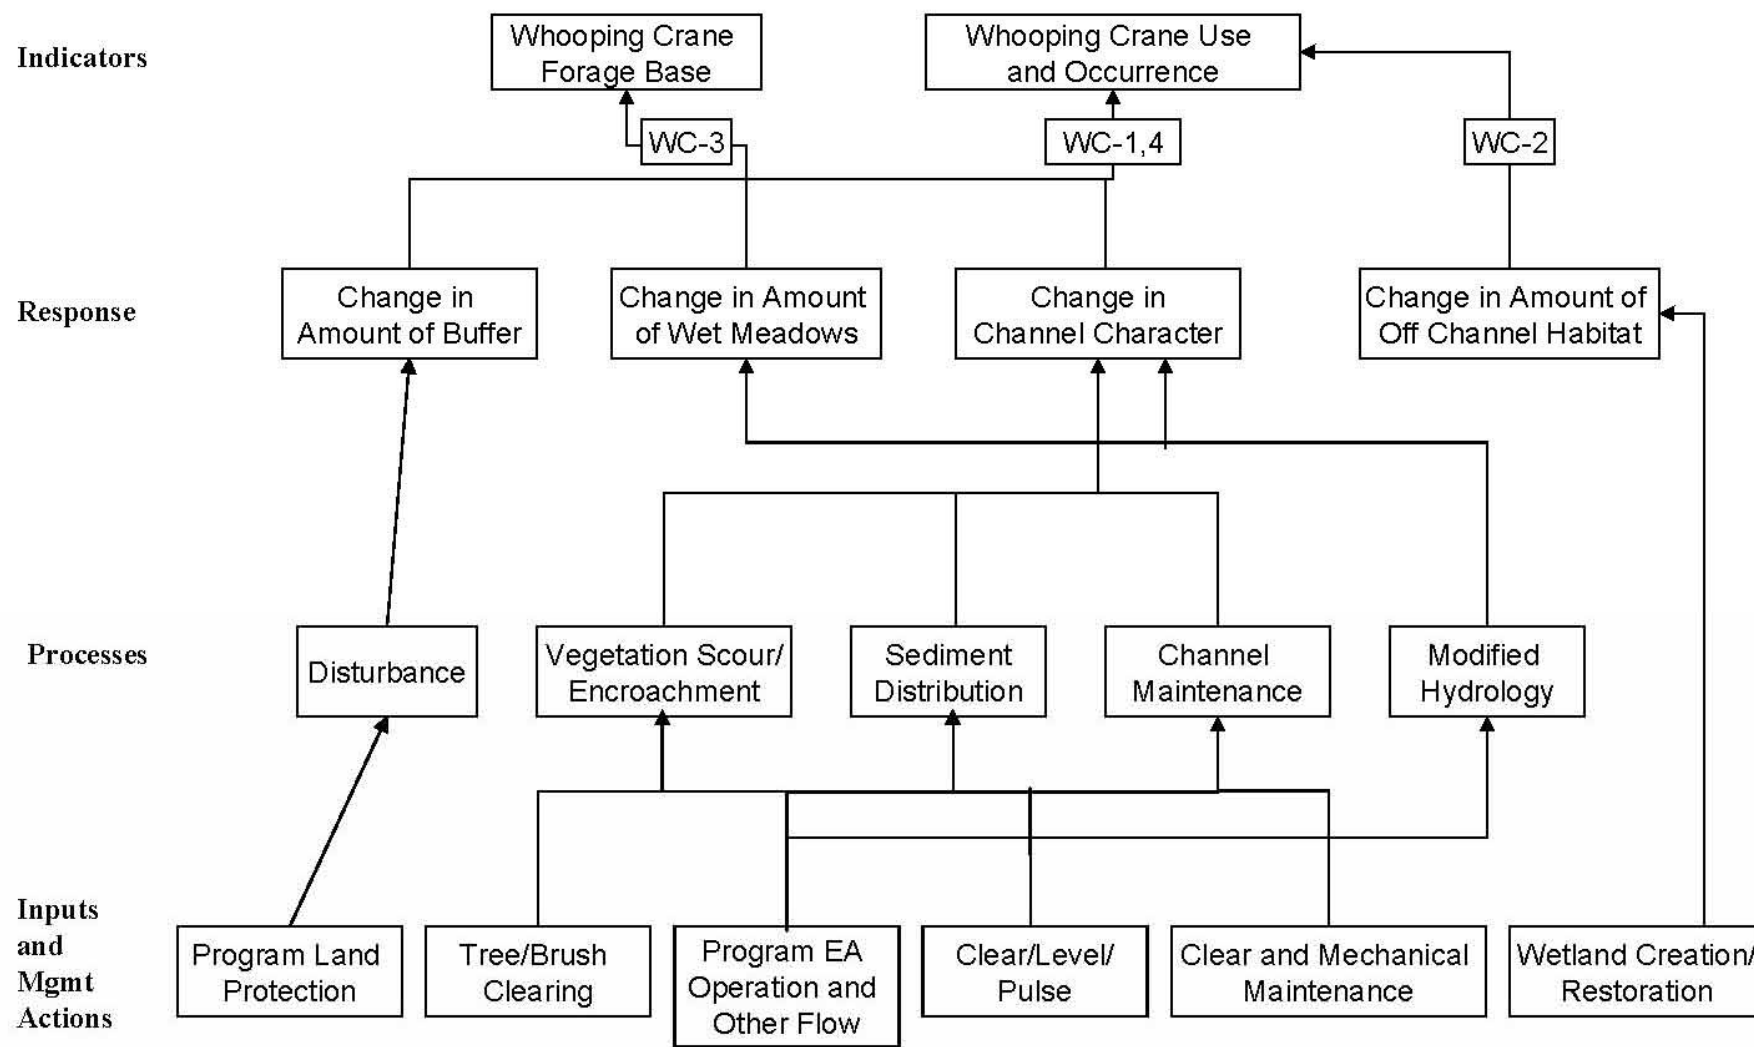 Indicators
Whooping Crane
Forage Base
Whooping Crane Use
and Occurrence
WC-3
WC-1,4
WC-2
Response
Change in
Amount of Buffer
Change in Amount
of Wet Meadows
Change in
Channel Character
Change in Amount of
Off Channel Habitat
Processes
Disturbance
Vegetation Scour/
Encroachment
Sediment
Distribution
Channel
Maintenance
Modified
Hydrology
Inputs
and
Mgmt
Actions
Program Land
Protection
Tree/Brush
Clearing
Program EA
Operation and
Other Flow
Clear/Level/
Pulse
Clear and Mechanical
Maintenance
Wetland Creation/
Restoration